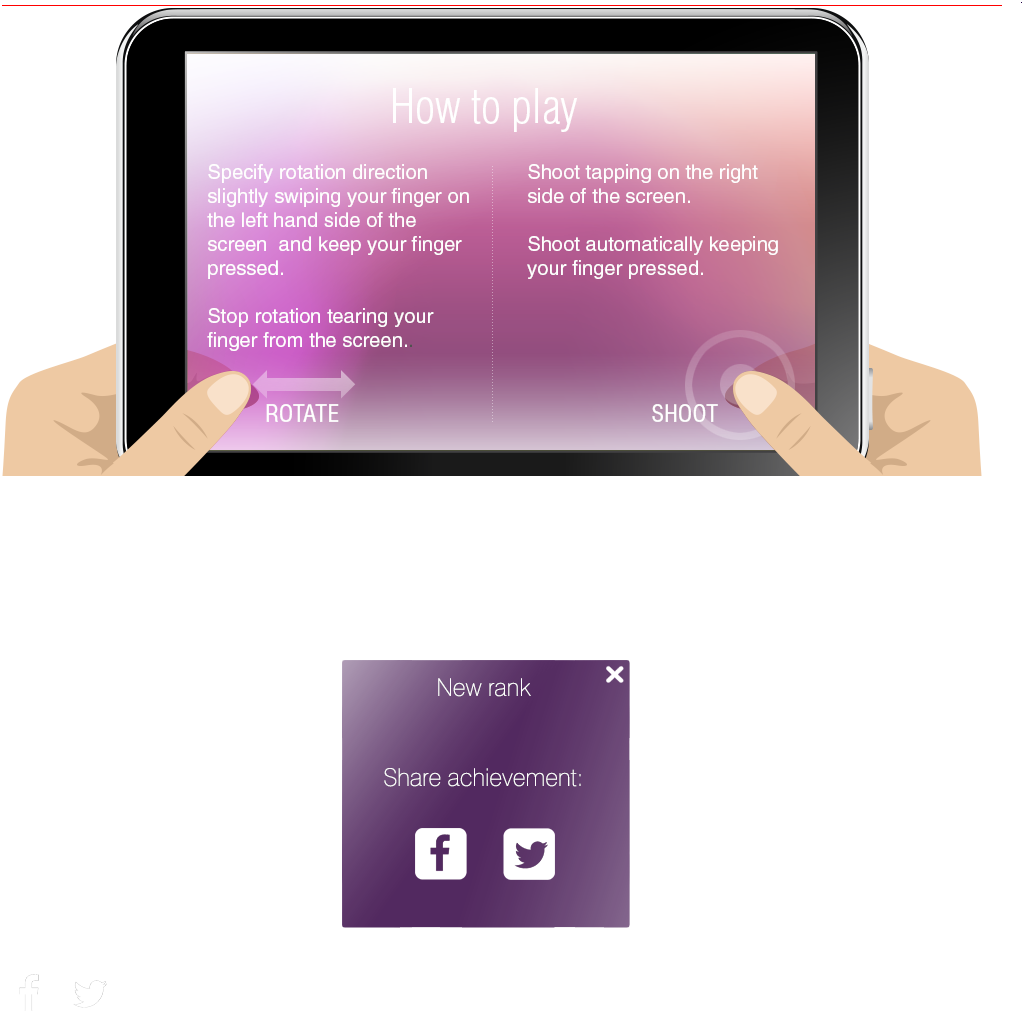 How to play
Specify rotation direction
slightly swiping your finger on
the left hand side of the
screen  and keep your finger
pressed.
Stop rotation tearing your
finger from the screen.
ROTATE
Shoot tapping on the right
side of the screen.
Shoot automatically keeping
your finger pressed.
SHOOT
New rank
Share achievement: